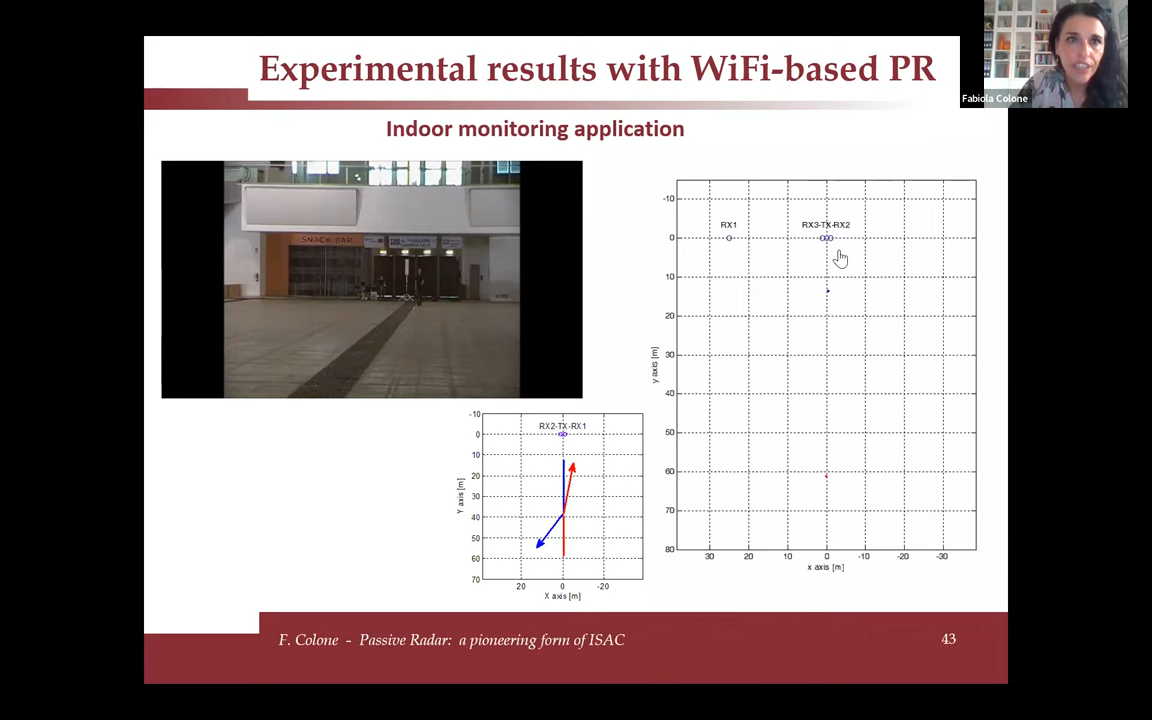 Experimental results with WiFi-based PR
Fabiola Colone
Indoor monitoring application
SNACK BAR
RX1
RX3-TX-RX2
-10
0
10
20
30
40
50
60
70
80
y axis [m]
30
20
10
0
-10
-20
-30
x axis [m]
RX2-TX-RX1
-10
0
10
20
30
40
50
60
70
Y axis [m]
20
0
-20
X axis [m]
F. Colone - Passive Radar: a pioneering form of ISAC
43